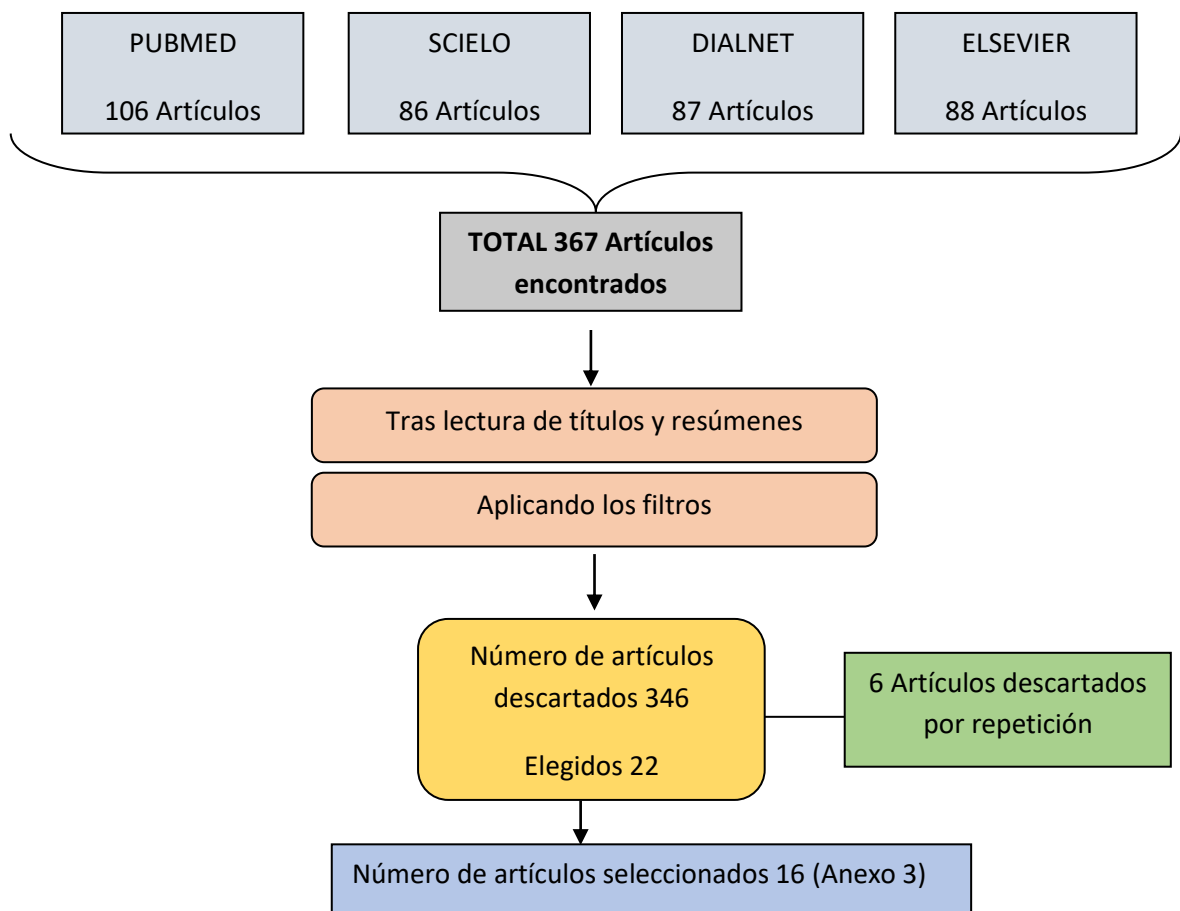 PUBMED
106 Artículos
SCIELO
86 Artículos
DIALNET
87 Artículos
ELSEVIER
88 Artículos
TOTAL 367 Artículos
encontrados
Tras lectura de títulos y resúmenes
Aplicando los filtros
Número de artículos
descartados 346
Elegidos 22
6 Artículos descartados
por repetición
Número de artículos seleccionados 16 (Anexo 3)